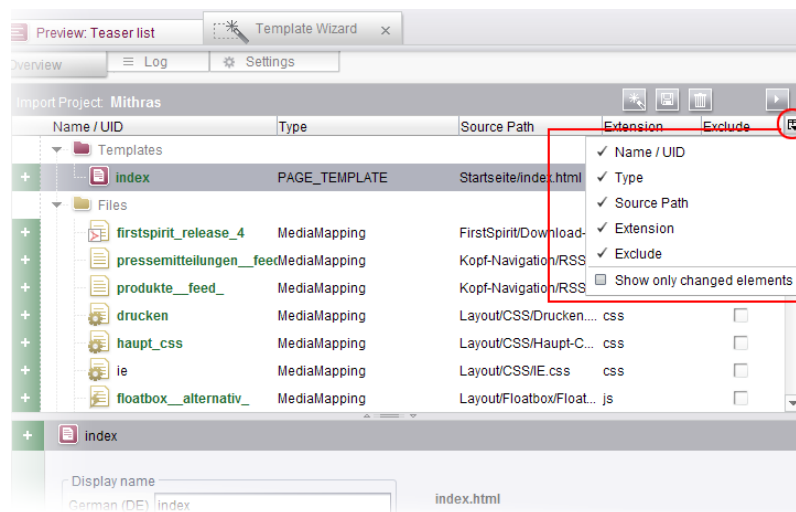 Preview: Teaser list
Template Wizard x
Overview
Log
Settings
Import Project: Mithras
Name / UID Type Source Path Extension Exclude
Templates
index PAGE_TEMPLATE Startseite/index.html
Files
firstspirit_release_4 MediaMapping FirstSpirit/Download-
pressemitteilungen__feed MediaMapping Kopf-Navigation/RSS
produkte__feed_ MediaMapping Kopf-Navigation/RSS
drucken MediaMapping Layout/CSS/Drucken.... css
haupt_css MediaMapping Layout/CSS/Haupt-C... css
ie MediaMapping Layout/CSS/IE.css css
floatbox__alternativ_ MediaMapping Layout/Floatbox/Float... js
✓ Name / UID
✓ Type
✓ Source Path
✓ Extension
✓ Exclude
Show only changed elements
index
Display name
German (DE) index
index.html